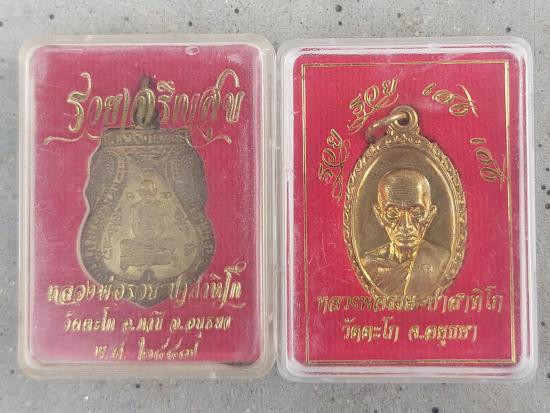 รวยเจริญสุข
หลวงพ่อรวย ปาสาทิโก
วัดตะโก อ.ภาชี จ.อยุธยา
พ.ศ.
รวย รวย เฮง เฮง
หลวงพ่อรวย ปาสาทิโก
วัดตะโก จ.อยุธยา